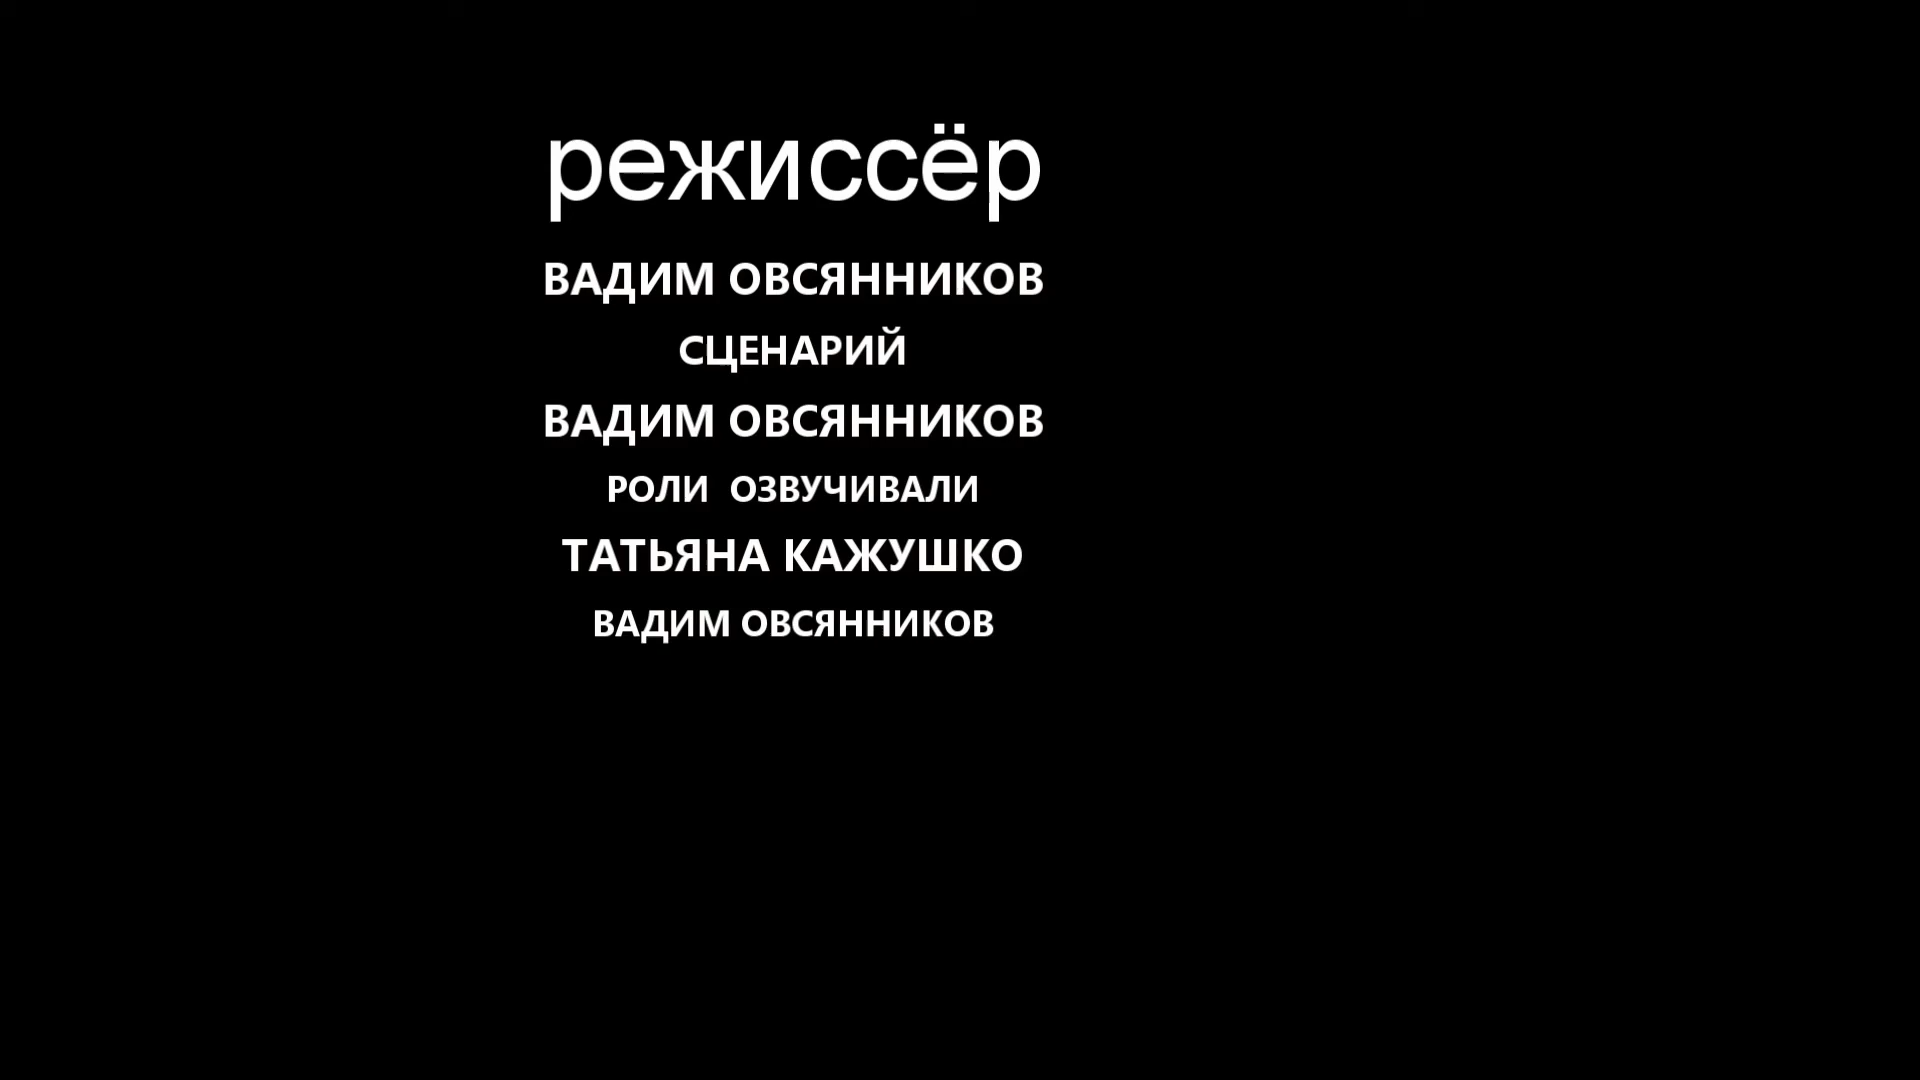 режиссёр
ВАДИМ ОВСЯННИКОВ
СЦЕНАРИЙ
ВАДИМ ОВСЯННИКОВ
РОЛИ  ОЗВУЧИВАЛИ
ТАТЬЯНА КАЖУШКО
ВАДИМ ОВСЯННИКОВ